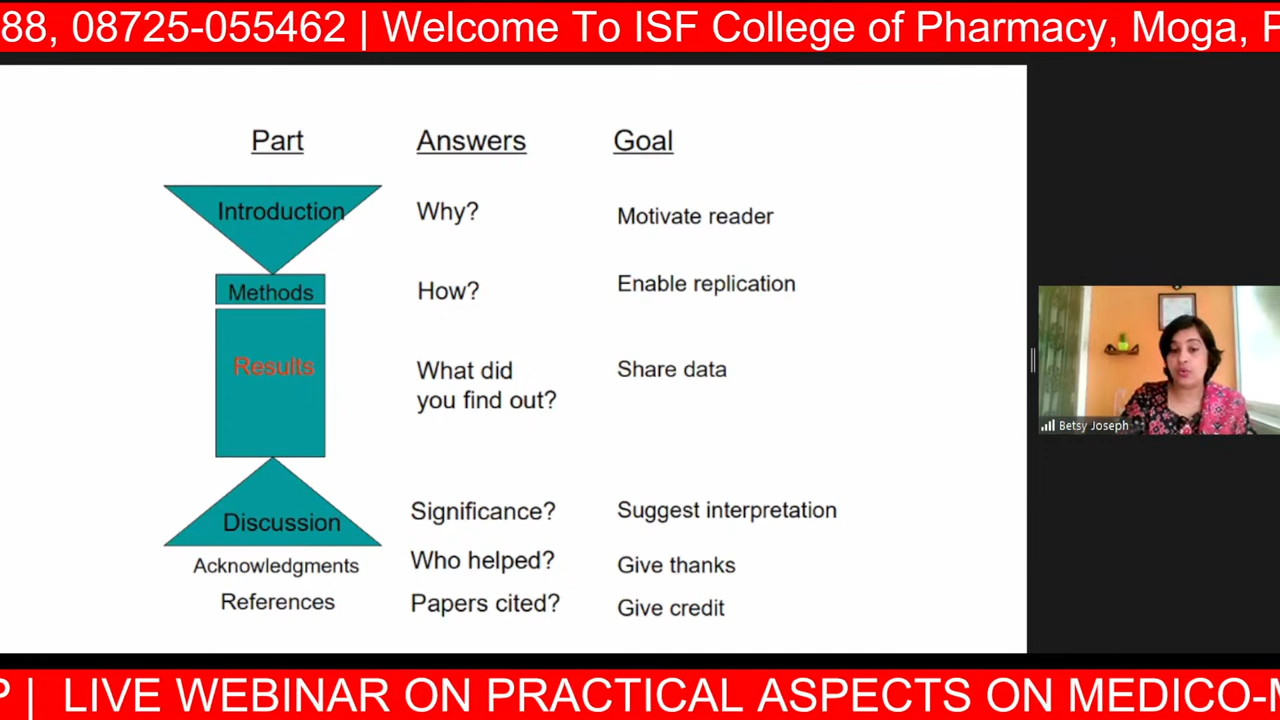 88, 08725-055462 | Welcome To ISF College of Pharmacy, Moga,
Part Answers Goal
Introduction Why? Motivate reader
Methods How? Enable replication
Results What did you find out? Share data
Discussion Significance? Suggest interpretation
Acknowledgments Who helped? Give thanks
References Papers cited? Give credit
Betsy Joseph
| LIVE WEBINAR ON PRACTICAL ASPECTS ON MEDICO-